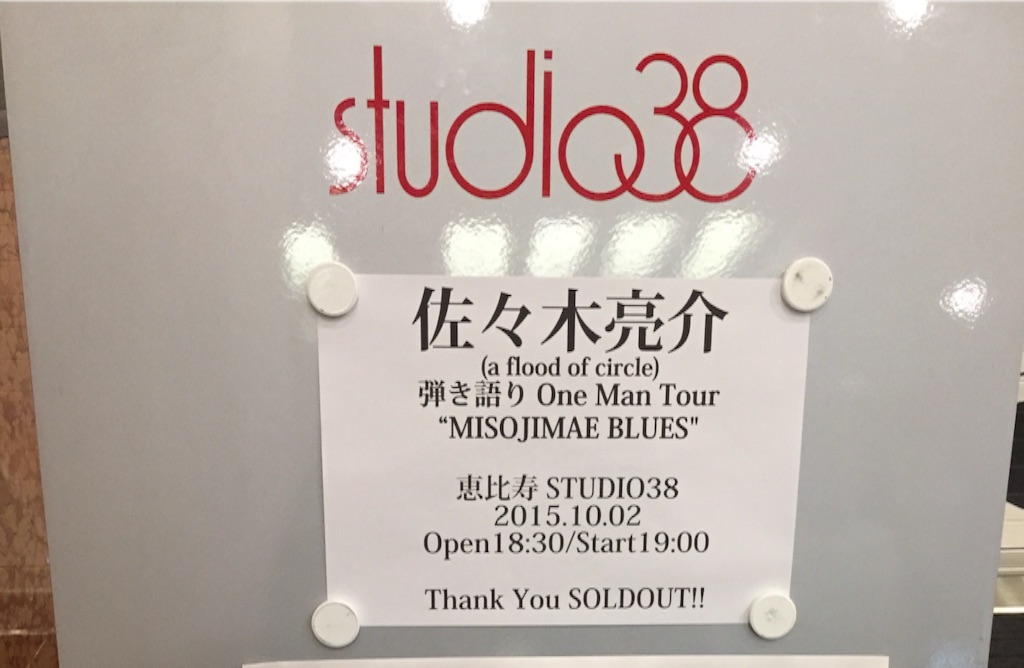 studio38
佐々木亮介
(a flood of circle)
弾き語り One Man Tour
“MISOJIMAE BLUES"
恵比寿 STUDIO38
2015.10.02
Open18:30/Start19:00
Thank You SOLDOUT!!